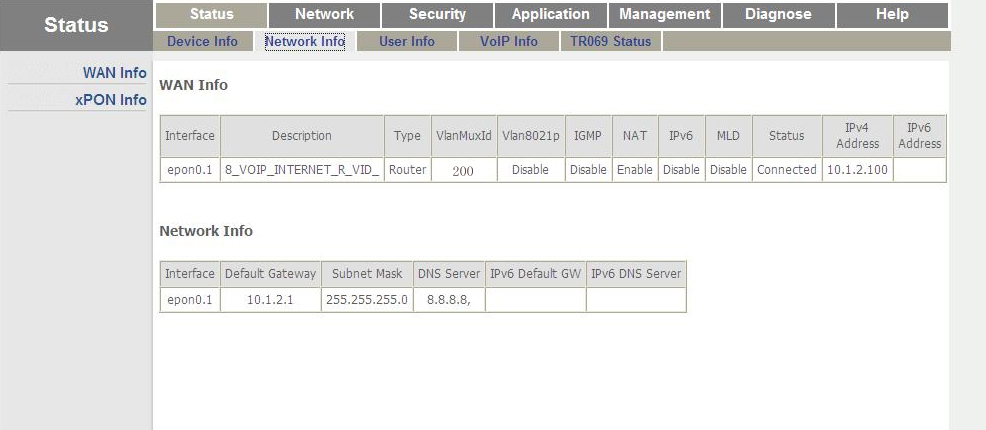 Status
Status Network Security Application Management Diagnose Help
Device Info Network Info User Info VoIP Info TR069 Status
WAN Info
xPON Info
WAN Info
Interface Description Type VlanMuxId Vlan8021p IGMP NAT IPv6 MLD Status IPv4 Address IPv6 Address
epon0.1 8_VOIP_INTERNET_R_VID_ Router 200 Disable Disable Enable Disable Disable Connected 10.1.2.100
Network Info
Interface Default Gateway Subnet Mask DNS Server IPv6 Default GW IPv6 DNS Server
epon0.1 10.1.2.1 255.255.255.0 8.8.8.8,